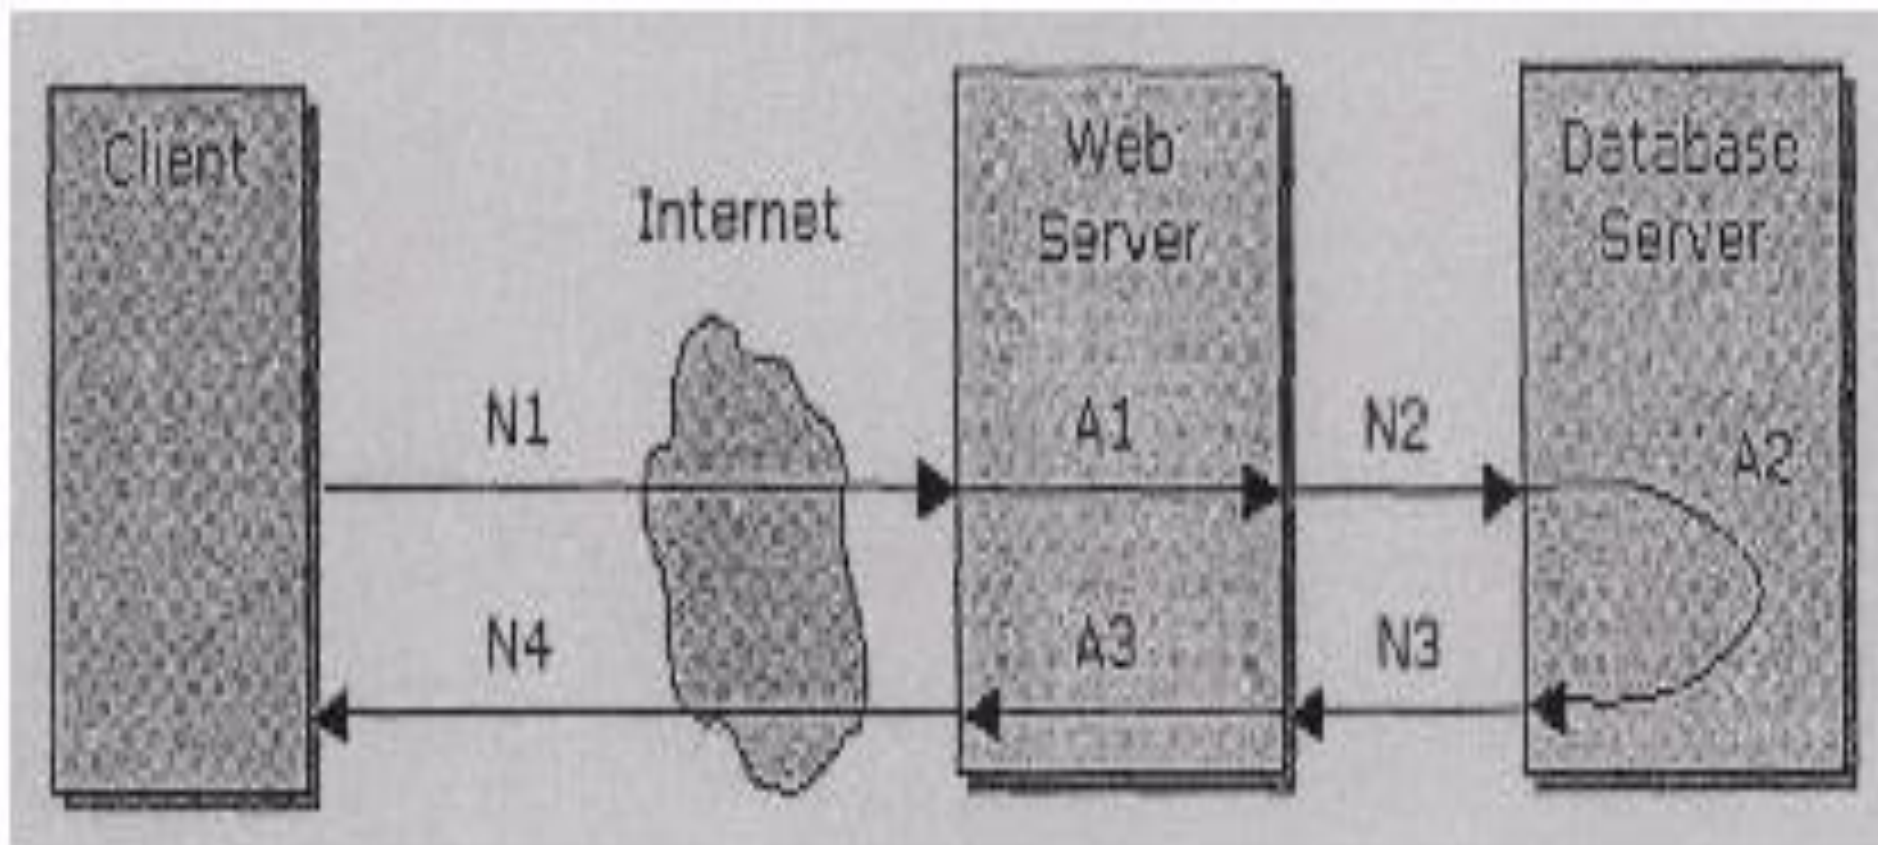 Client
Internet
Web
Server
Database
Server
N1
A1
N2
A2
N4
A3
N3